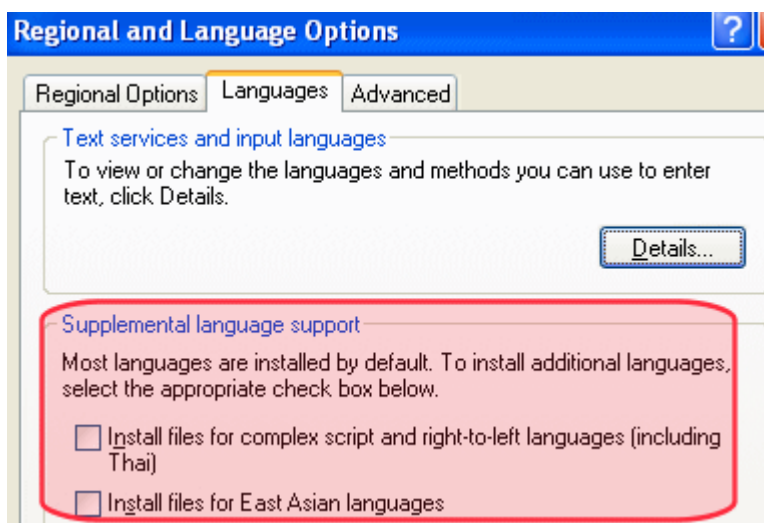 Regional and Language Options
?
Regional Options Languages Advanced
Text services and input languages
To view or change the languages and methods you can use to enter
text, click Details.
Details...
Supplemental language support
Most languages are installed by default. To install additional languages,
select the appropriate check box below.
Install files for complex script and right-to-left languages (including
Thai)
Install files for East Asian languages